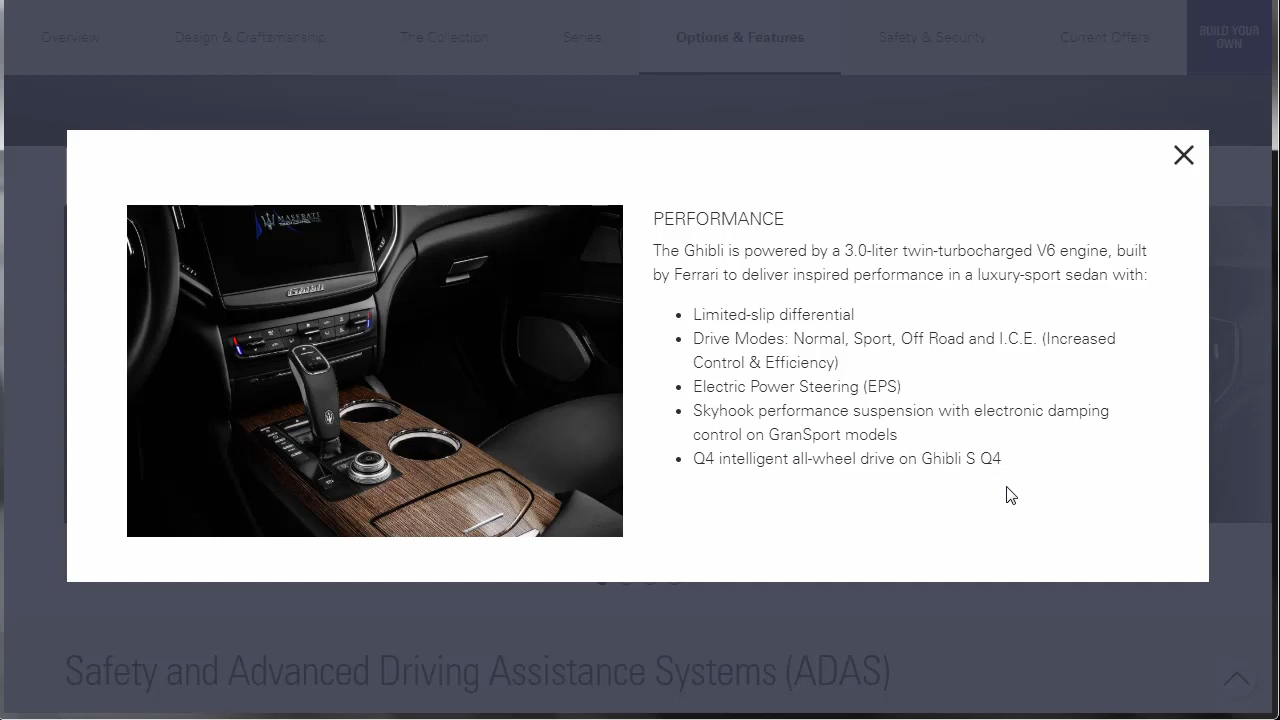 Overview Design & Craftsmanship The Collection Series Options & Features Safety & Security Current Offers BUILD YOUR
OWN
MASERATI
Ghibli
PERFORMANCE
The Ghibli is powered by a 3.0-liter twin-turbocharged V6 engine, built
by Ferrari to deliver inspired performance in a luxury-sport sedan with:
• Limited-slip differential
• Drive Modes: Normal, Sport, Off Road and I.C.E. (Increased
Control & Efficiency)
• Electric Power Steering (EPS)
• Skyhook performance suspension with electronic damping
control on GranSport models
• Q4 intelligent all-wheel drive on Ghibli S Q4
Safety and Advanced Driving Assistance Systems (ADAS)